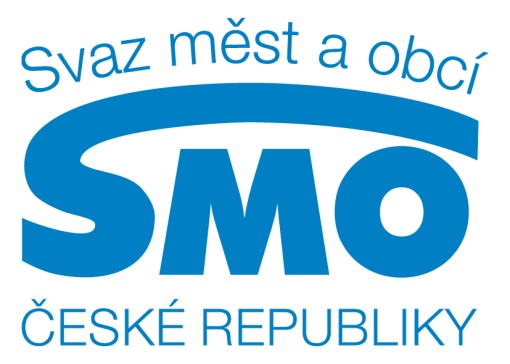 Svaz měst a obcí
SMO
ČESKÉ REPUBLIKY